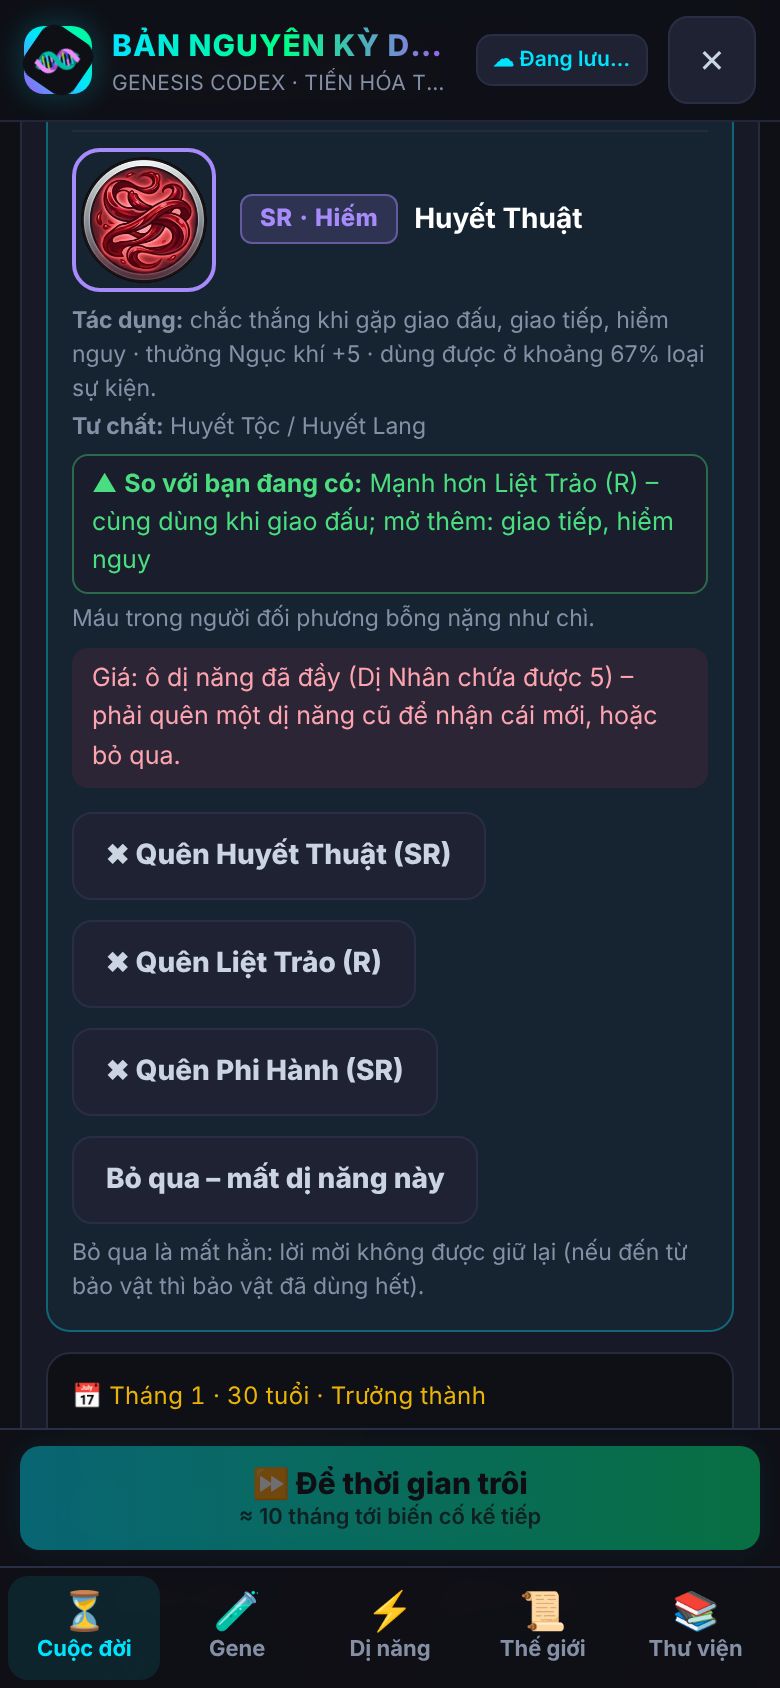 BẢN NGUYÊN KỲ D...
GENESIS CODEX · TIẾN HÓA T...
☁ Đang lưu...
✕
SR · Hiếm
Huyết Thuật
Tác dụng: chắc thắng khi gặp giao đấu, giao tiếp, hiểm
nguy · thưởng Ngục khí +5 · dùng được ở khoảng 67% loại
sự kiện.
Tư chất: Huyết Tộc / Huyết Lang
▲ So với bạn đang có: Mạnh hơn Liệt Trảo (R) –
cùng dùng khi giao đấu; mở thêm: giao tiếp, hiểm
nguy
Máu trong người đối phương bỗng nặng như chì.
Giá: ô dị năng đã đầy (Dị Nhân chứa được 5) –
phải quên một dị năng cũ để nhận cái mới, hoặc
bỏ qua.
✖ Quên Huyết Thuật (SR)
✖ Quên Liệt Trảo (R)
✖ Quên Phi Hành (SR)
Bỏ qua – mất dị năng này
Bỏ qua là mất hẳn: lời mời không được giữ lại (nếu đến từ
bảo vật thì bảo vật đã dùng hết).
📅 Tháng 1 · 30 tuổi · Trưởng thành
⏩ Để thời gian trôi
≈ 10 tháng tới biến cố kế tiếp
Cuộc đời
Gene
Dị năng
Thế giới
Thư viện